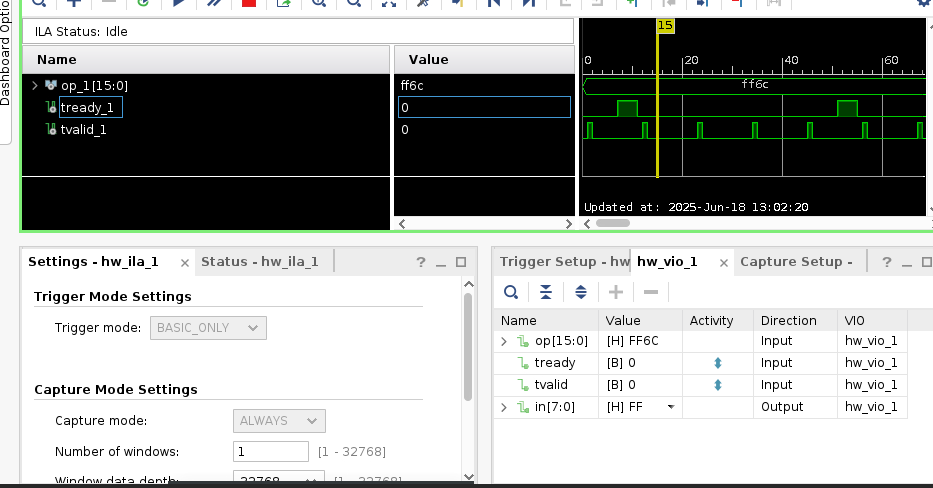 Dashboard Optio
ILA Status: Idle
Name Value
op_1[15:0] ff6c
tready_1 0
tvalid_1 0
15
0 20 40 60
ff6c
Updated at: 2025-Jun-18 13:02:20
Settings - hw_ila_1 × Status - hw_ila_1 ? _ □
Trigger Mode Settings
Trigger mode: BASIC_ONLY
Capture Mode Settings
Capture mode: ALWAYS
Number of windows: 1 [1 - 32768]
Window data depth: 32768 [1 - 32768]
Trigger Setup - hw hw_vio_1 × Capture Setup - ? _ □
Name Value Activity Direction VIO
op[15:0] [H] FF6C Input hw_vio_1
tready [B] 0 Input hw_vio_1
tvalid [B] 0 Input hw_vio_1
in[7:0] [H] FF Output hw_vio_1